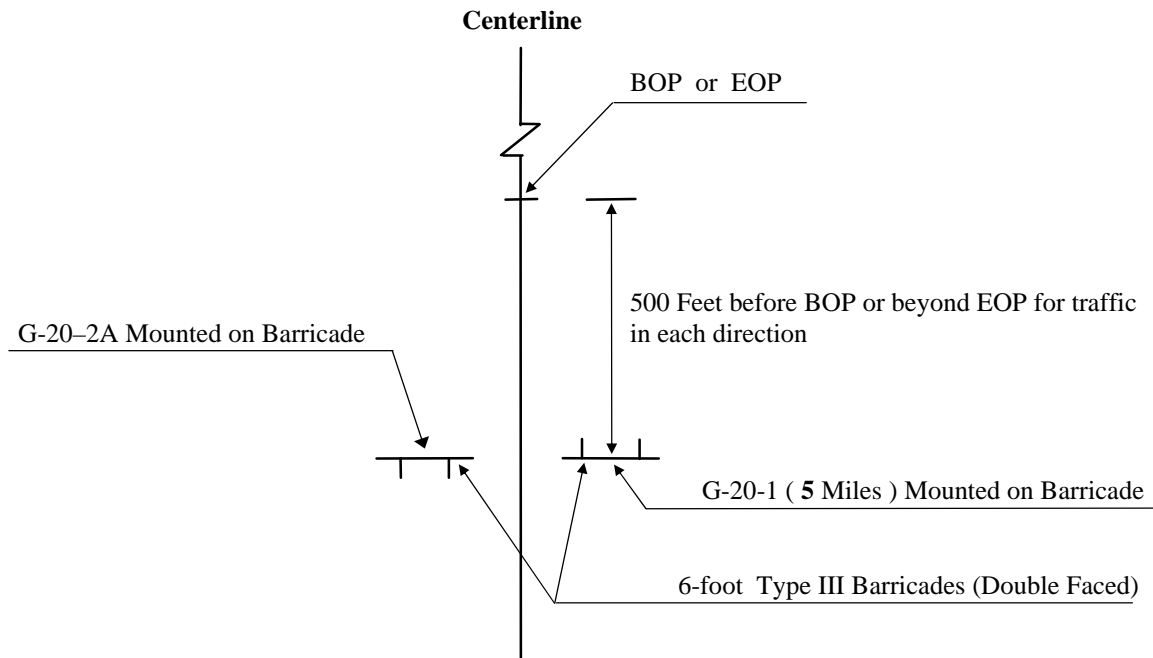 Centerline
BOP or EOP
500 Feet before BOP or beyond EOP for traffic
in each direction
G-20–2A Mounted on Barricade
G-20-1 ( 5 Miles ) Mounted on Barricade
6-foot Type III Barricades (Double Faced)